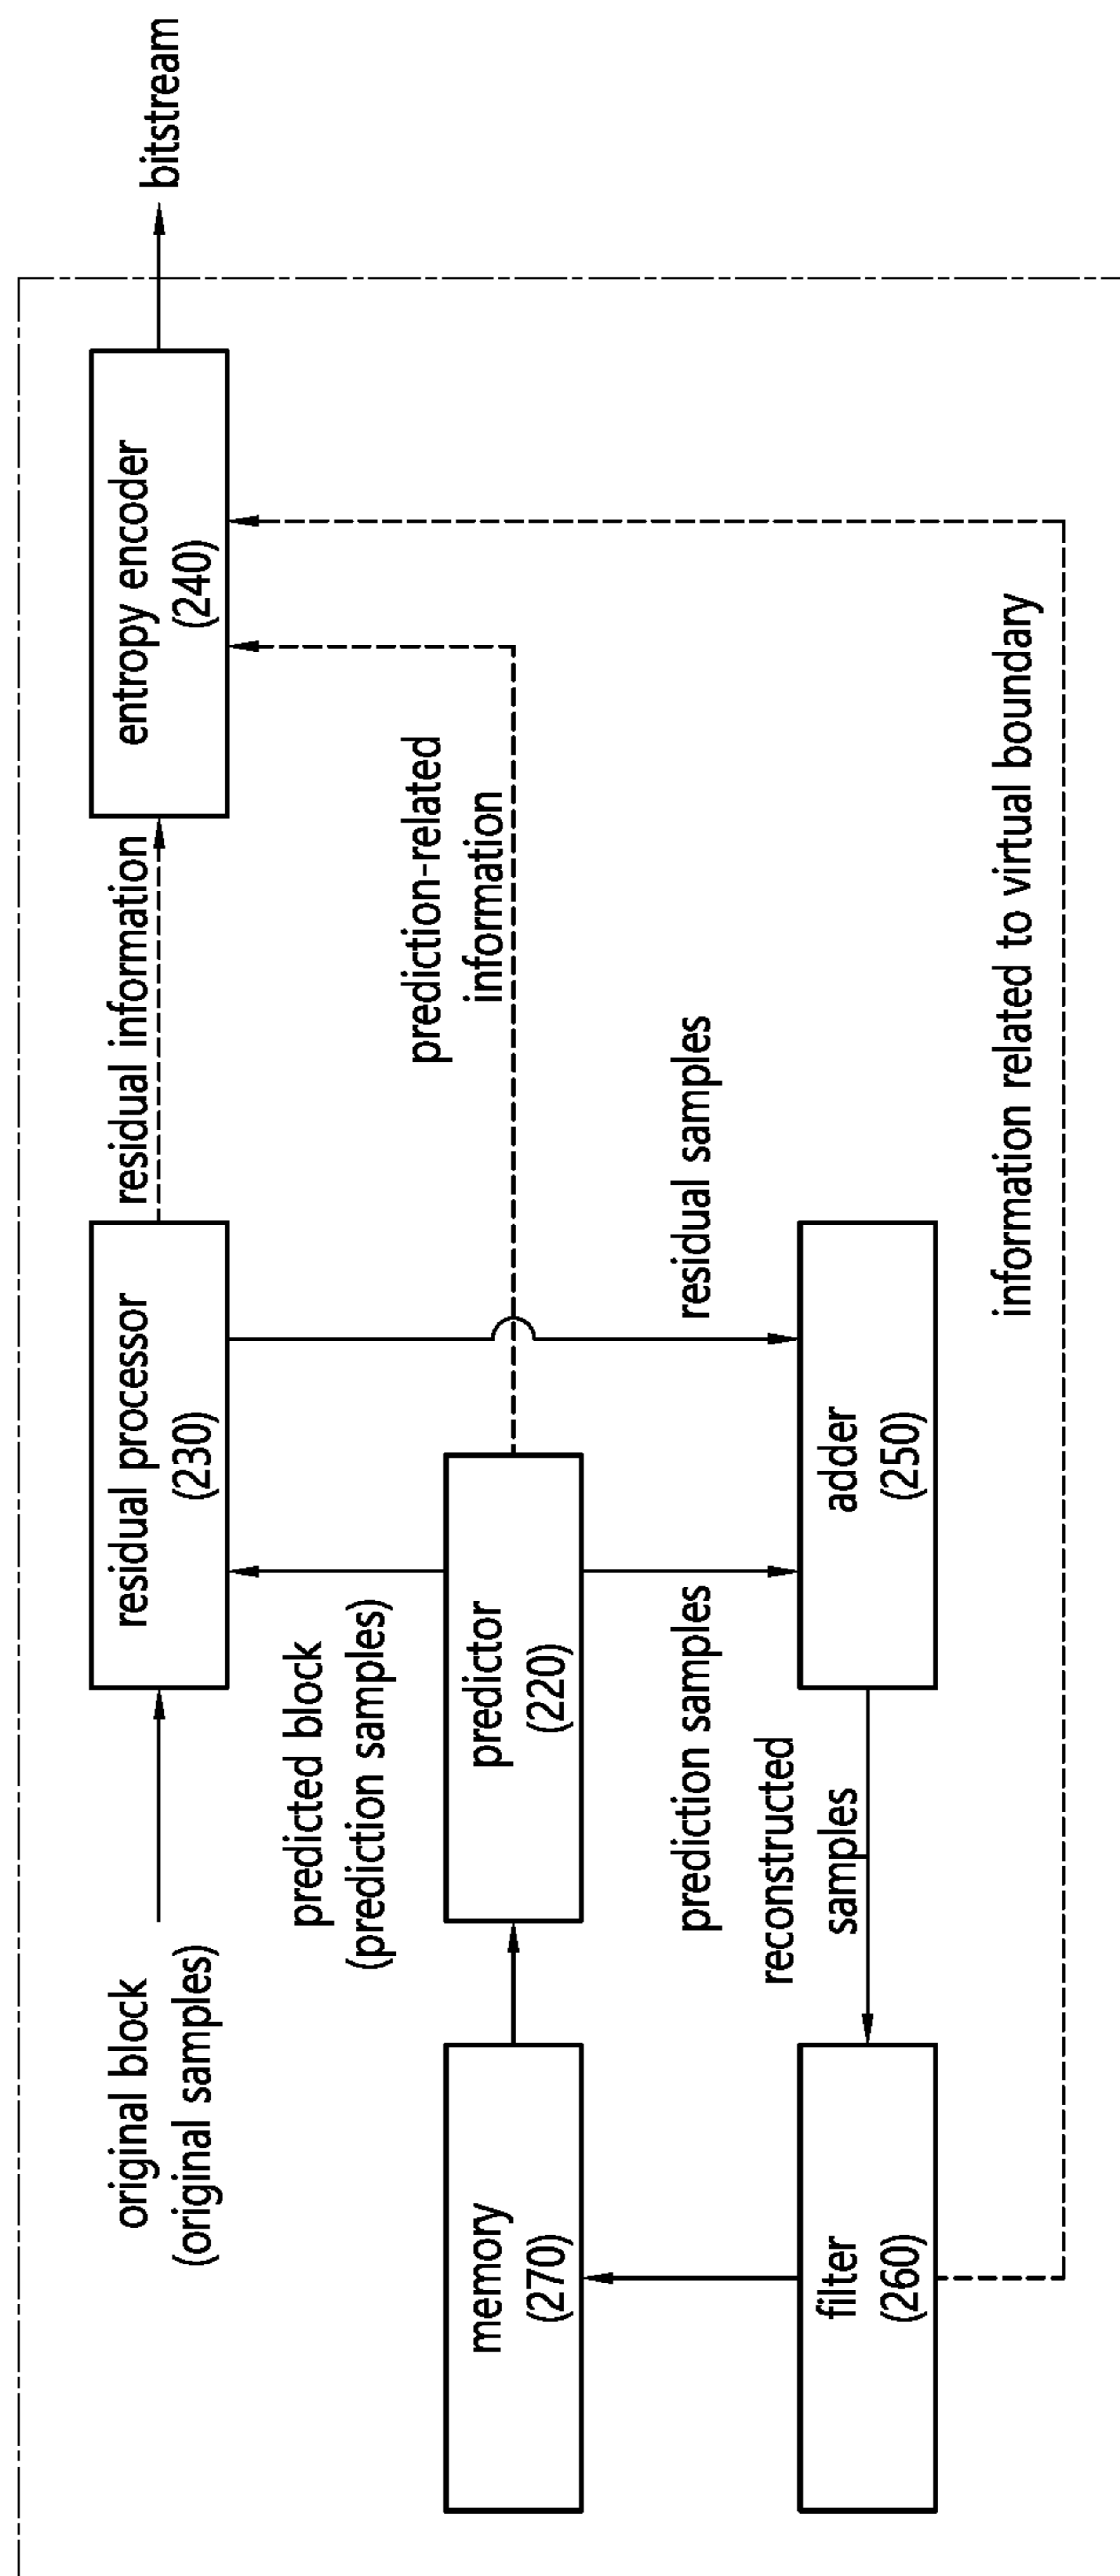 original block
(original samples)
residual processor
(230)
residual information
entropy encoder
(240)
bitstream
predicted block
(prediction samples)
prediction-related
information
memory
(270)
predictor
(220)
prediction samples
residual samples
reconstructed
samples
filter
(260)
adder
(250)
information related to virtual boundary